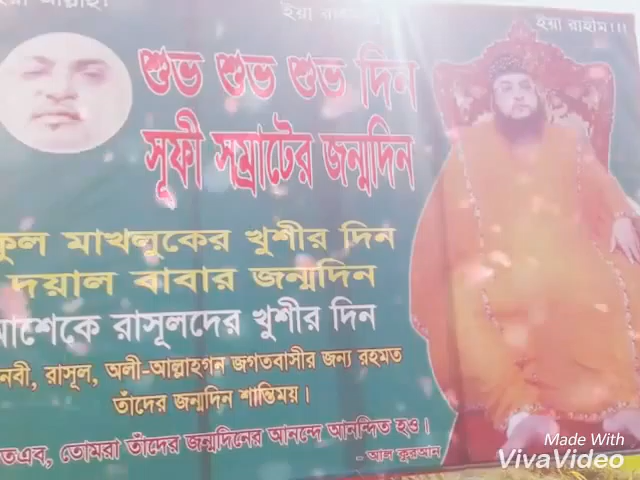 ইয়া রাহীম!!!
শুভ শুভ শুভ দিন
সূফী সম্রাটের জন্মদিন
কুল মাখলুকের খুশীর দিন
দয়াল বাবার জন্মদিন
আশেকে রাসূলদের খুশীর দিন
নবী, রাসূল, অলী-আল্লাহগন জগতবাসীর জন্য রহমত
তাঁদের জন্মদিন শান্তিময়।
তোমরা তাঁদের জন্মদিনের আনন্দে আনন্দিত হও।
- আল কুরআন
Made With
VivaVideo